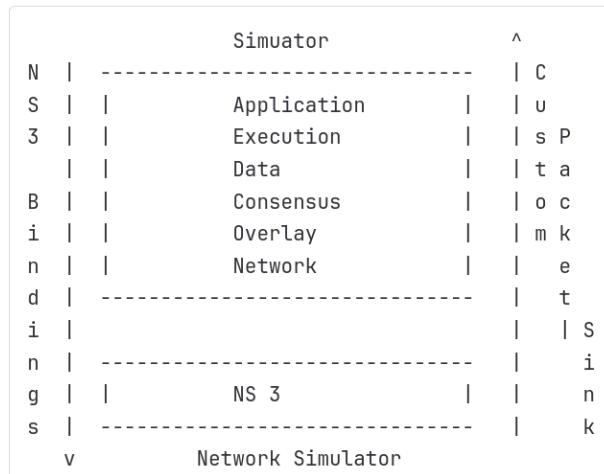 Simuator               ^
N  |  -------------------------------   | C
S  |  |          Application        |   | u
3  |  |          Execution          |   | s P
   |  |          Data               |   | t a
B  |  |          Consensus          |   | o c
i  |  |          Overlay            |   | m k
n  |  |          Network            |   |   e
d  |  -------------------------------   |   t
i  |                                    |   | S
n  |  -------------------------------   |     i
g  |  |          NS 3               |   |     n
s  |  -------------------------------   |     k
   v          Network Simulator